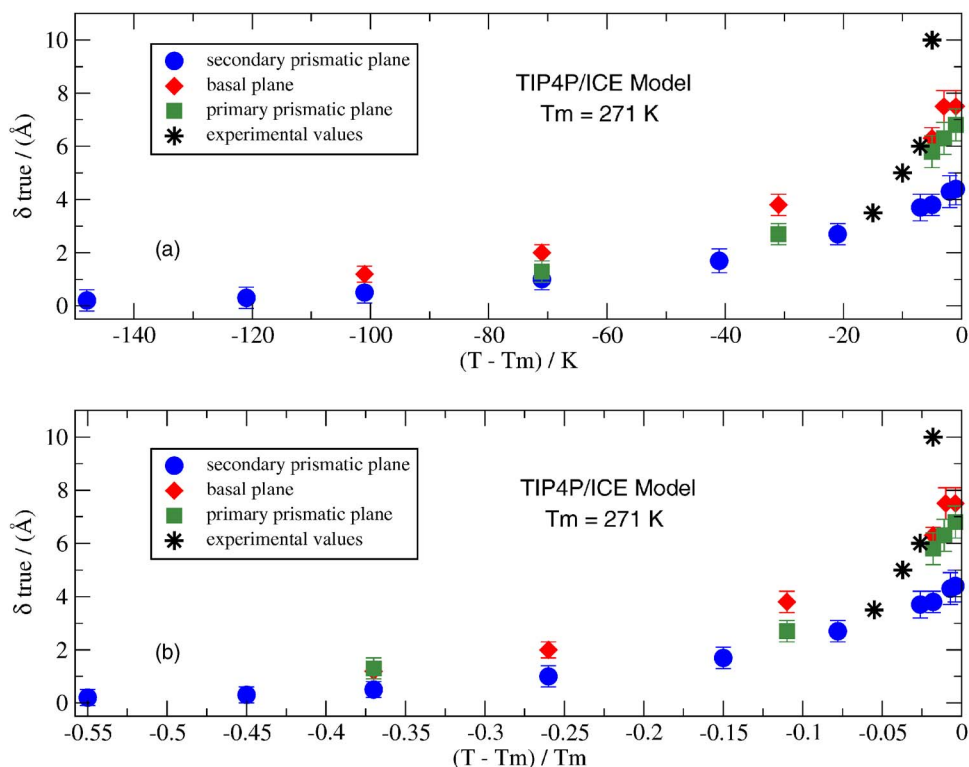 10
8
6
4
2
0
δ true / (Å)
secondary prismatic plane
basal plane
primary prismatic plane
experimental values
TIP4P/ICE Model
Tm = 271 K
(a)
-140 -120 -100 -80 -60 -40 -20 0
(T - Tm) / K
10
8
6
4
2
0
δ true / (Å)
secondary prismatic plane
basal plane
primary prismatic plane
experimental values
TIP4P/ICE Model
Tm = 271 K
(b)
-0.55 -0.5 -0.45 -0.4 -0.35 -0.3 -0.25 -0.2 -0.15 -0.1 -0.05 0
(T - Tm) / Tm